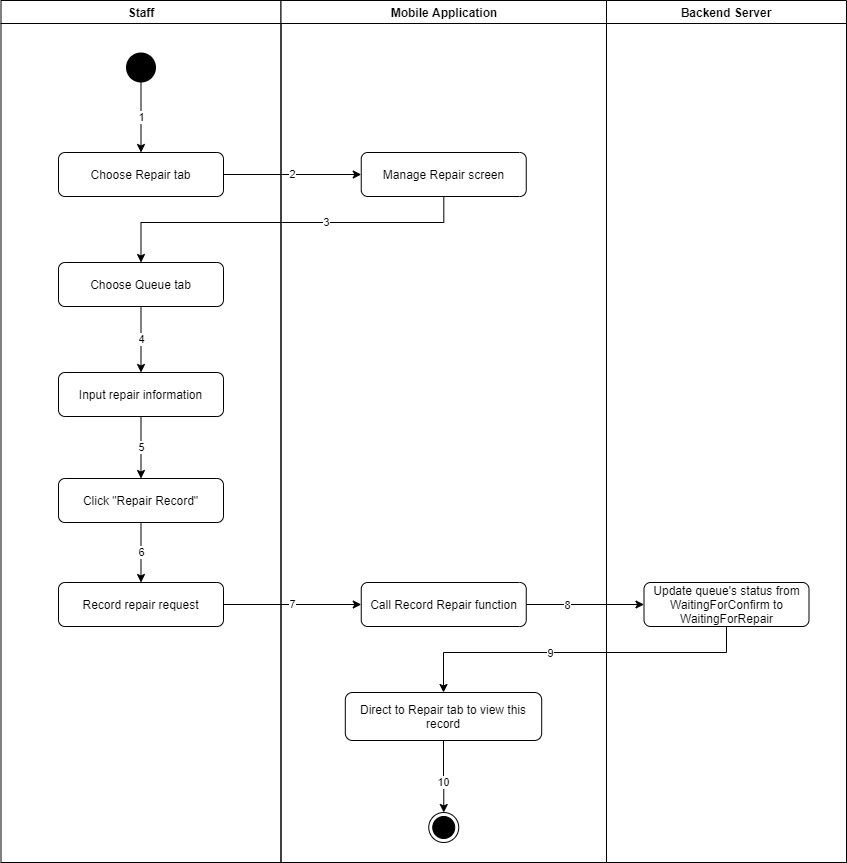 Staff
Mobile Application
Backend Server
1
Choose Repair tab
2
Manage Repair screen
3
Choose Queue tab
4
Input repair information
5
Click "Repair Record"
6
Record repair request
7
Call Record Repair function
8
Update queue's status from
WaitingForConfirm to
WaitingForRepair
9
Direct to Repair tab to view this
record
10